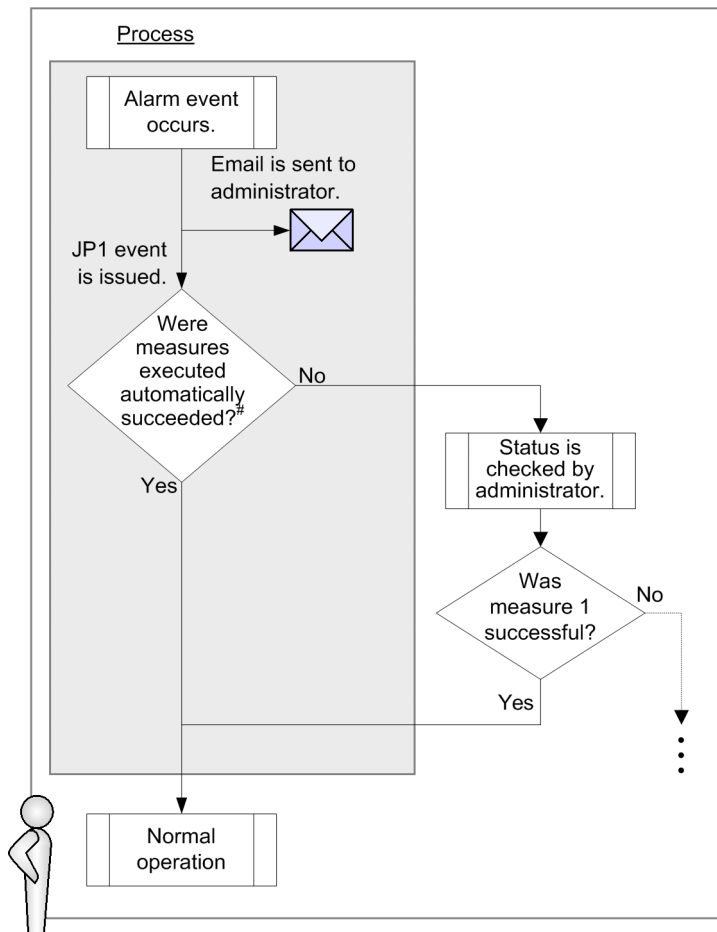 Process
Alarm event
occurs.
Email is sent to
administrator.
JP1 event
is issued.
Were
measures
executed
automatically
succeeded?#
No
Yes
Status is
checked by
administrator.
Was
measure 1
successful?
No
Yes
Normal
operation